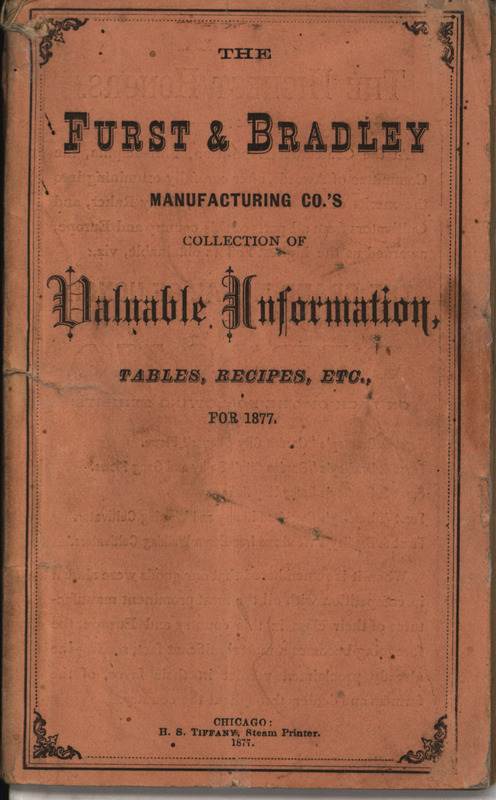 THE
FURST & BRADLEY
MANUFACTURING CO.'S
COLLECTION OF
Valuable Information,
TABLES, RECIPES, ETC.,
FOR 1877.
CHICAGO:
H. S. TIFFANY, Steam Printer.
1877.